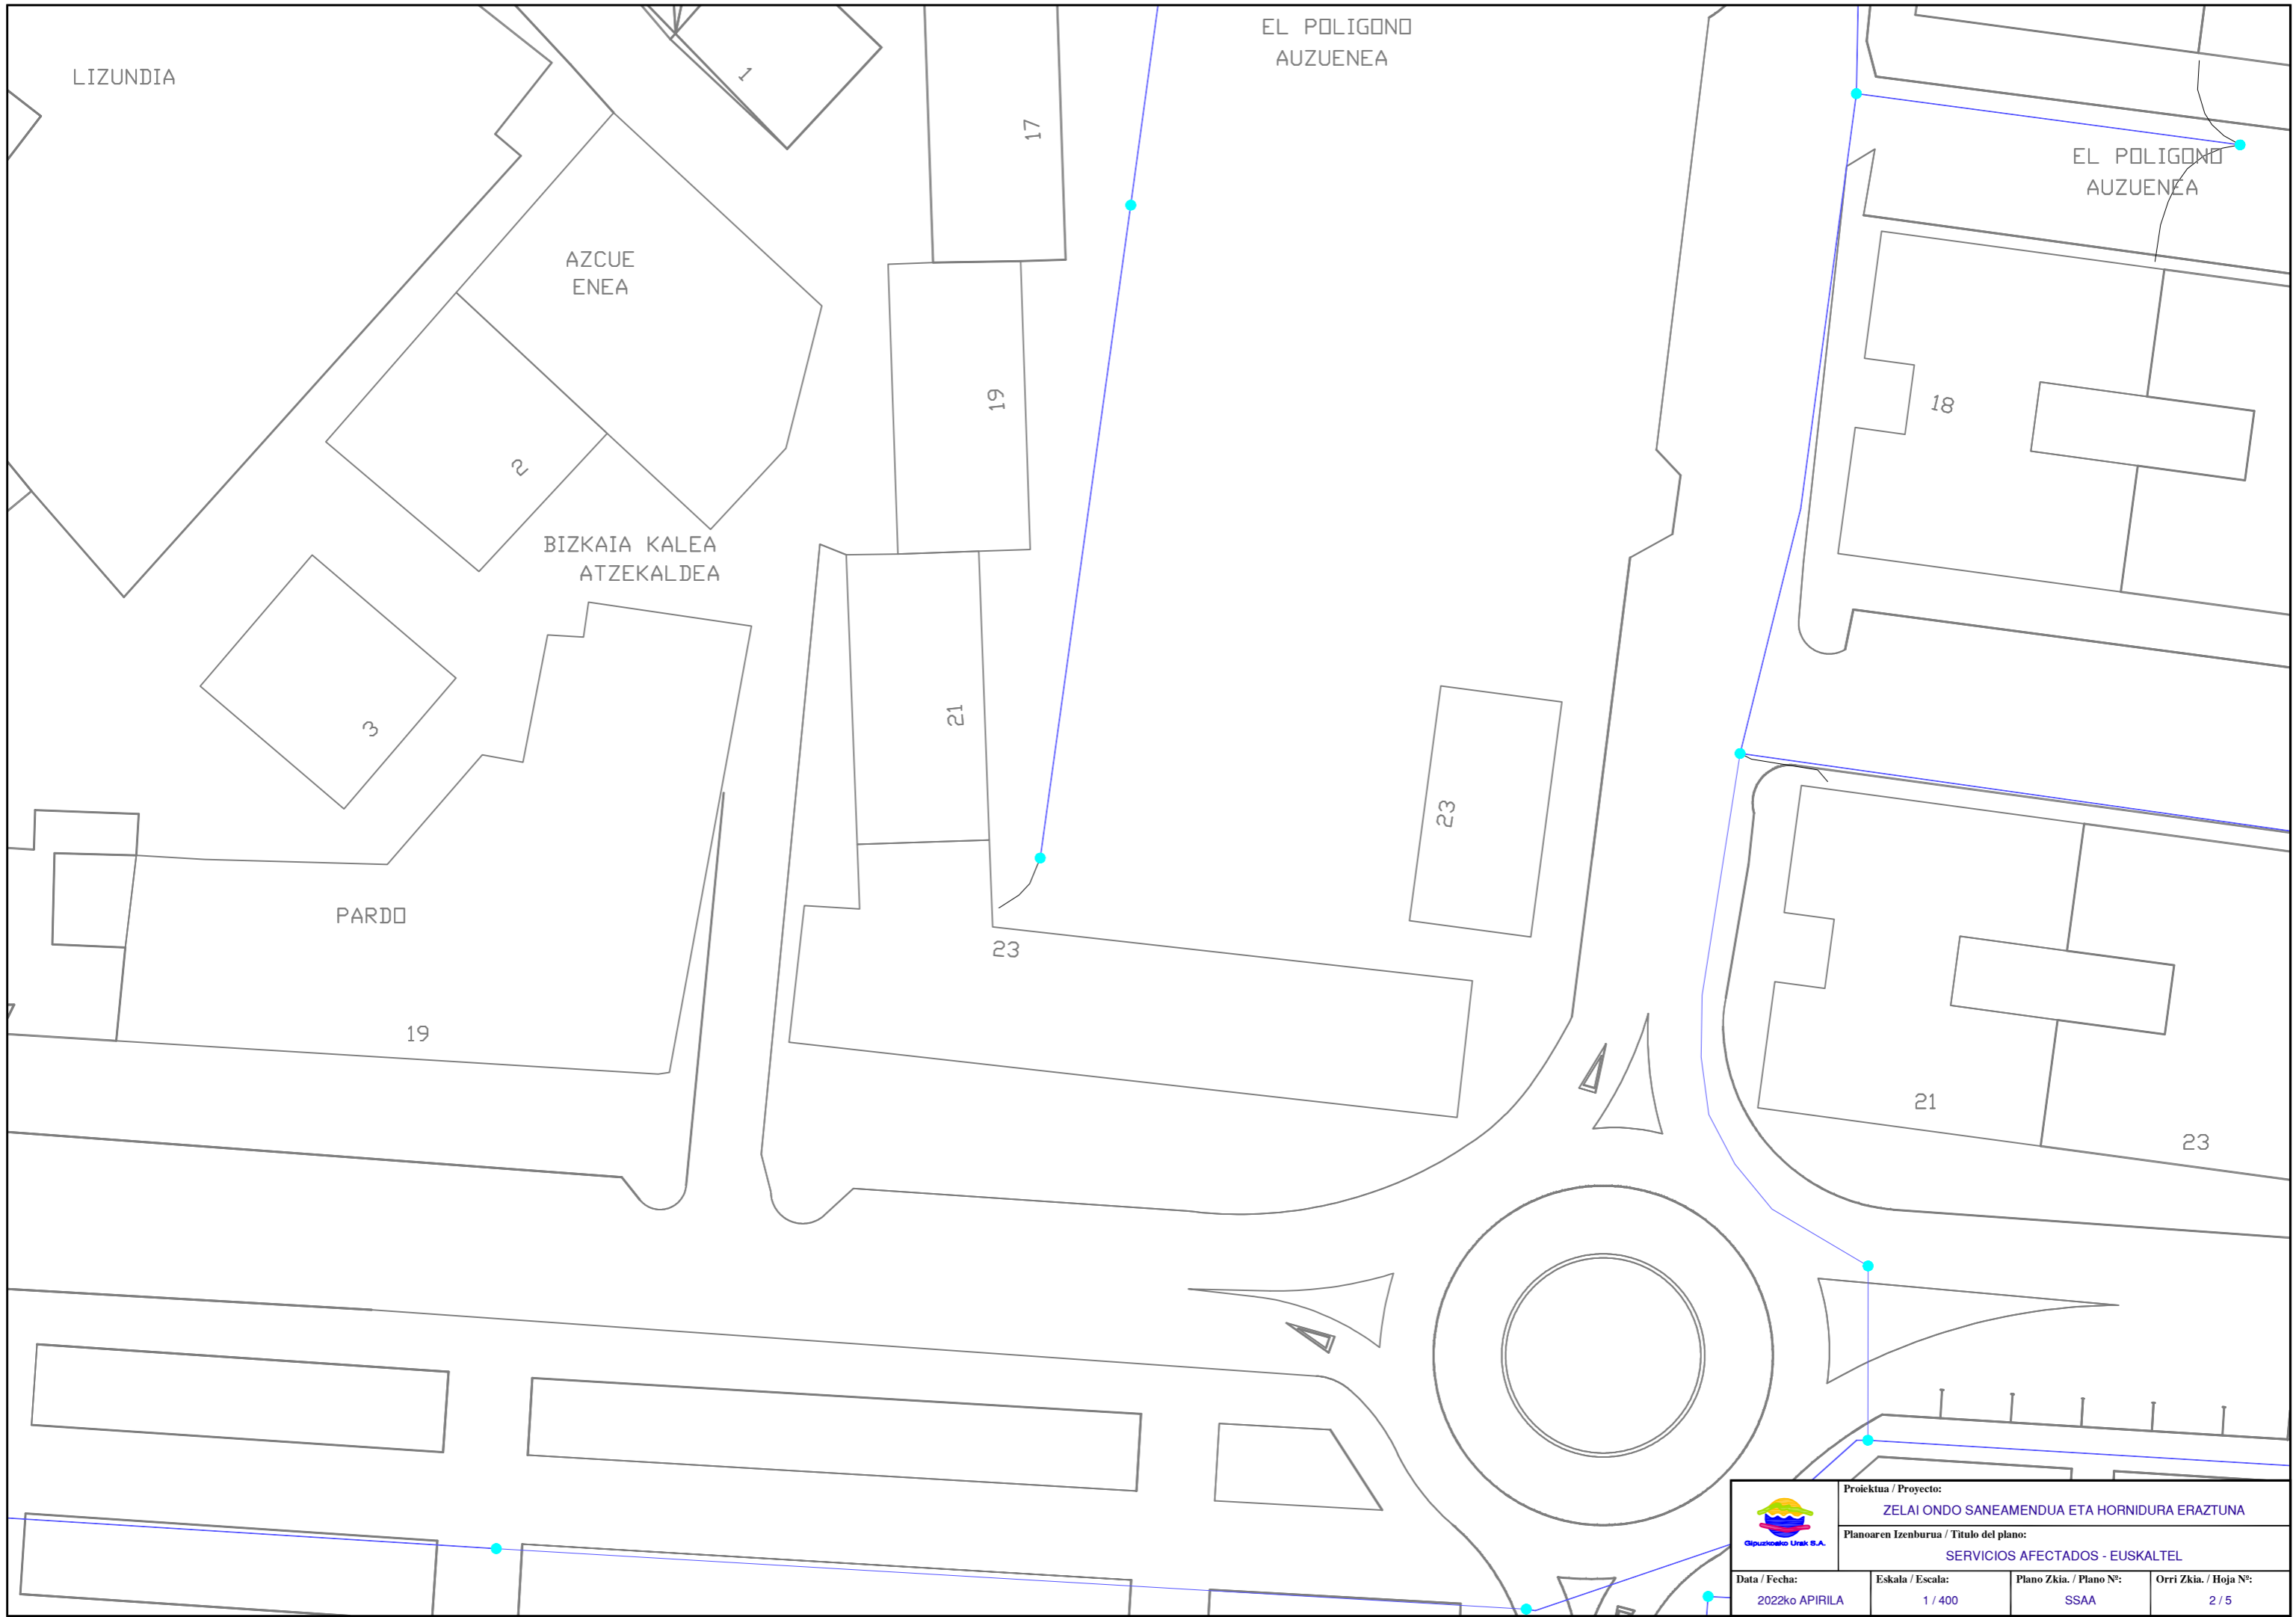 EL POLIGONO
AUZUENEA
LIZUNDIA
1
17
EL POLIGONO
AUZUENEA
AZCUE
ENEA
19
18
2
BIZKAIA KALEA
ATZEKALDEA
3
21
23
PARDO
23
19
21
23
Proiektua / Proyecto:
ZELAI ONDO SANEAMENDUA ETA HORNIDURA ERAZTUNA
Planoaren Izenburua / Titulo del plano:
SERVICIOS AFECTADOS - EUSKALTEL
Gipuzkoako Urak S.A.
Data / Fecha:
2022ko APIRILA
Eskala / Escala:
1 / 400
Plano Zkia. / Plano Nº:
SSAA
Orri Zkia. / Hoja Nº:
2 / 5